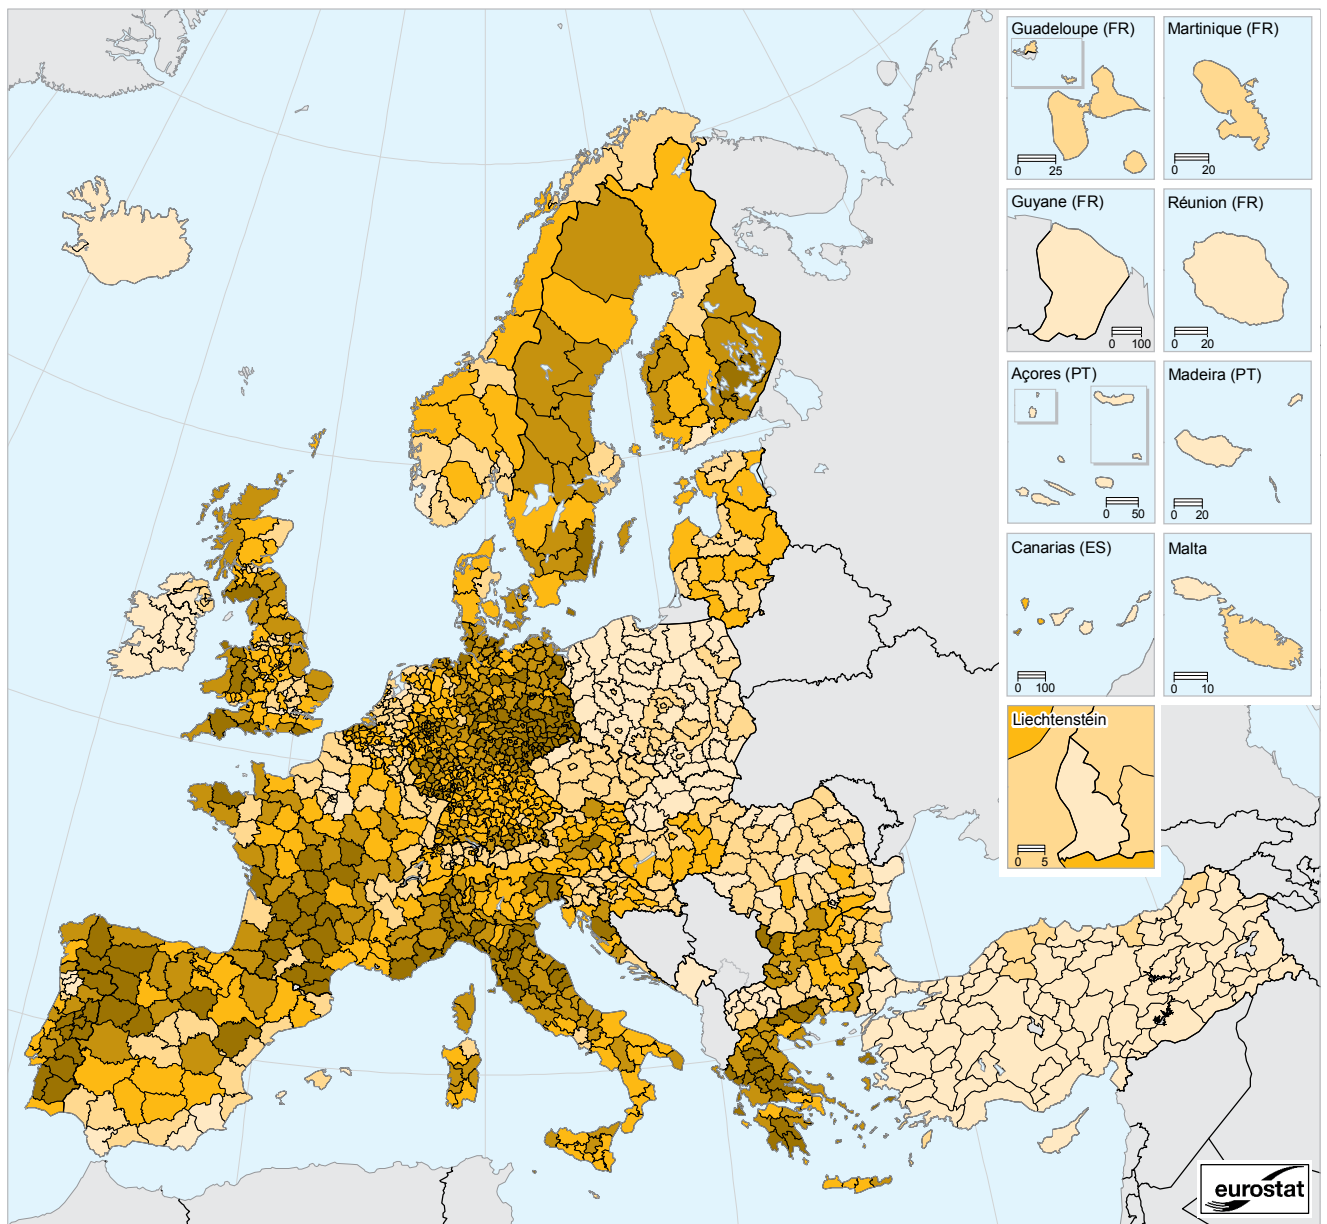 Guadeloupe (FR)
0 25
Martinique (FR)
0 20
Guyane (FR)
0 100
Réunion (FR)
0 20
Açores (PT)
0 50
Madeira (PT)
0 20
Canarias (ES)
0 100
Malta
0 10
Liechtenstein
0 5
eurostat